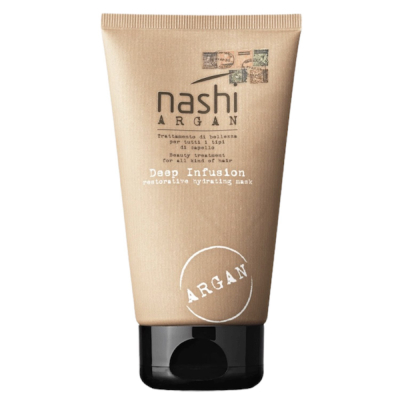 nashi
ARGAN
Trattamento di bellezza
per tutti i tipi
di capello
Beauty treatment
for all kind of hair
Deep Infusion
restorative hydrating mask
ARGAN